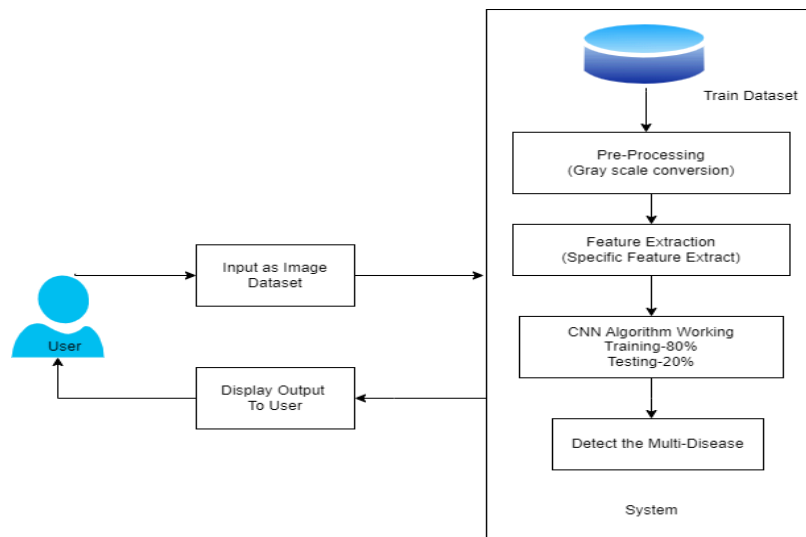 Train Dataset
Pre-Processing
(Gray scale conversion)
Feature Extraction
(Specific Feature Extract)
Input as Image
Dataset
User
CNN Algorithm Working
Training-80%
Testing-20%
Display Output
To User
Detect the Multi-Disease
System